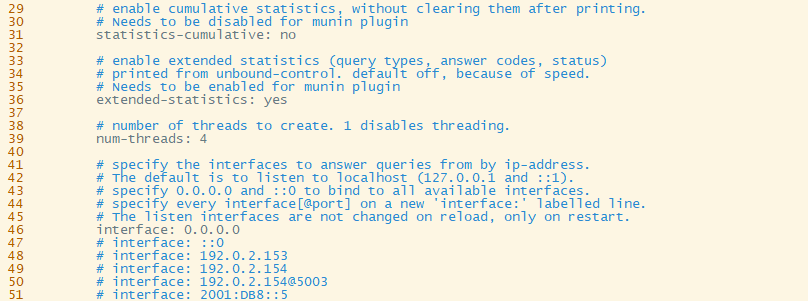 29 # enable cumulative statistics, without clearing them after printing.
30 # Needs to be disabled for munin plugin
31 statistics-cumulative: no
32
33 # enable extended statistics (query types, answer codes, status)
34 # printed from unbound-control. default off, because of speed.
35 # Needs to be enabled for munin plugin
36 extended-statistics: yes
37
38 # number of threads to create. 1 disables threading.
39 num-threads: 4
40
41 # specify the interfaces to answer queries from by ip-address.
42 # The default is to listen to localhost (127.0.0.1 and ::1).
43 # specify 0.0.0.0 and ::0 to bind to all available interfaces.
44 # specify every interface[@port] on a new 'interface:' labelled line.
45 # The listen interfaces are not changed on reload, only on restart.
46 interface: 0.0.0.0
47 # interface: ::0
48 # interface: 192.0.2.153
49 # interface: 192.0.2.154
50 # interface: 192.0.2.154@5003
51 # interface: 2001:DB8::5